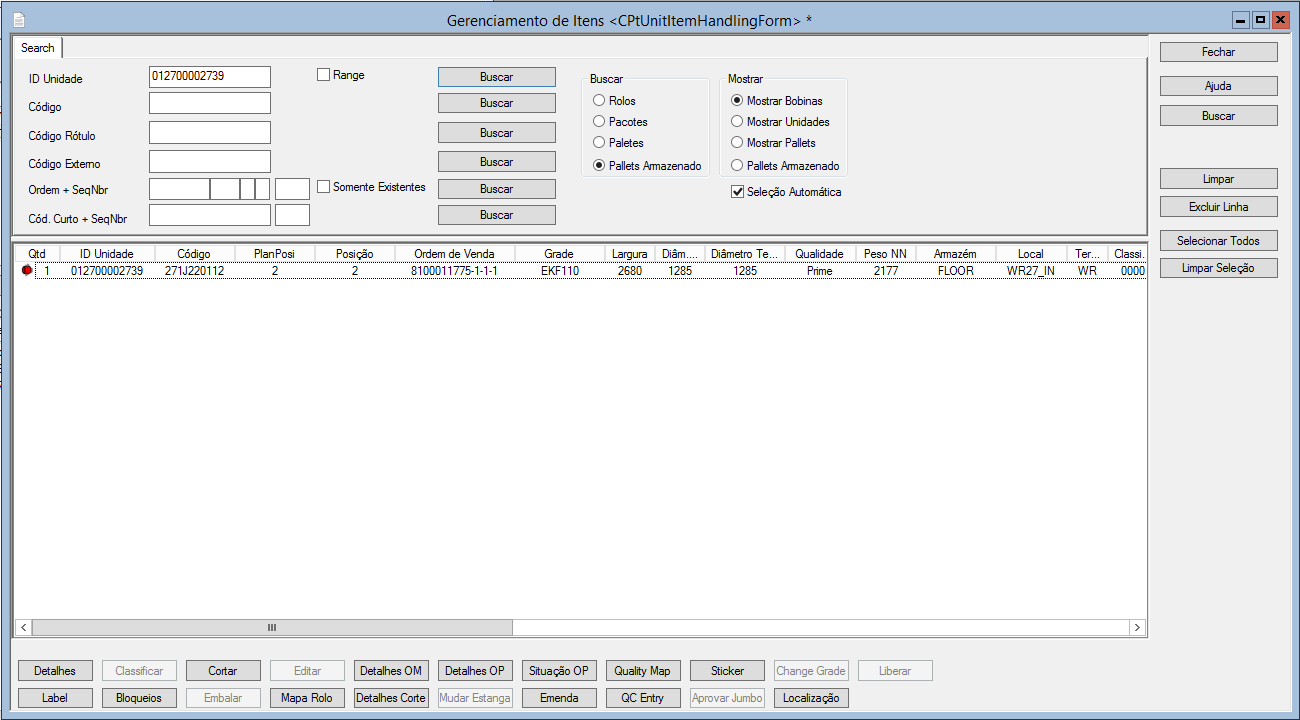 Gerenciamento de Itens <CPtUnitItemHandlingForm> *
Search
Fechar
Ajuda
Buscar
Limpar
Excluir Linha
Selecionar Todos
Limpar Seleção
ID Unidade 012700002739 Range Buscar
Código Buscar
Código Rótulo Buscar
Código Externo Buscar
Ordem + SeqNbr Somente Existentes Buscar
Cód. Curto + SeqNbr Buscar
Buscar
Rolos
Pacotes
Paletes
Pallets Armazenado
Mostrar
Mostrar Bobinas
Mostrar Unidades
Mostrar Pallets
Pallets Armazenado
Seleção Automática
Qtd ID Unidade Código PlanPosi Posição Ordem de Venda Grade Largura Diâm.... Diâmetro Te... Qualidade Peso NN Amazém Local Ter... Classi.
1 012700002739 271J220112 2 2 8100011775-1-1-1 EKF110 2680 1285 1285 Prime 2177 FLOOR WR27_IN WR 0000
Detalhes Classificar Cortar Editar Detalhes OM Detalhes OP Situação OP Quality Map Sticker Change Grade Liberar
Label Bloqueios Embalar Mapa Rolo Detalhes Corte Mudar Estanga Emenda QC Entry Aprovar Jumbo Localização